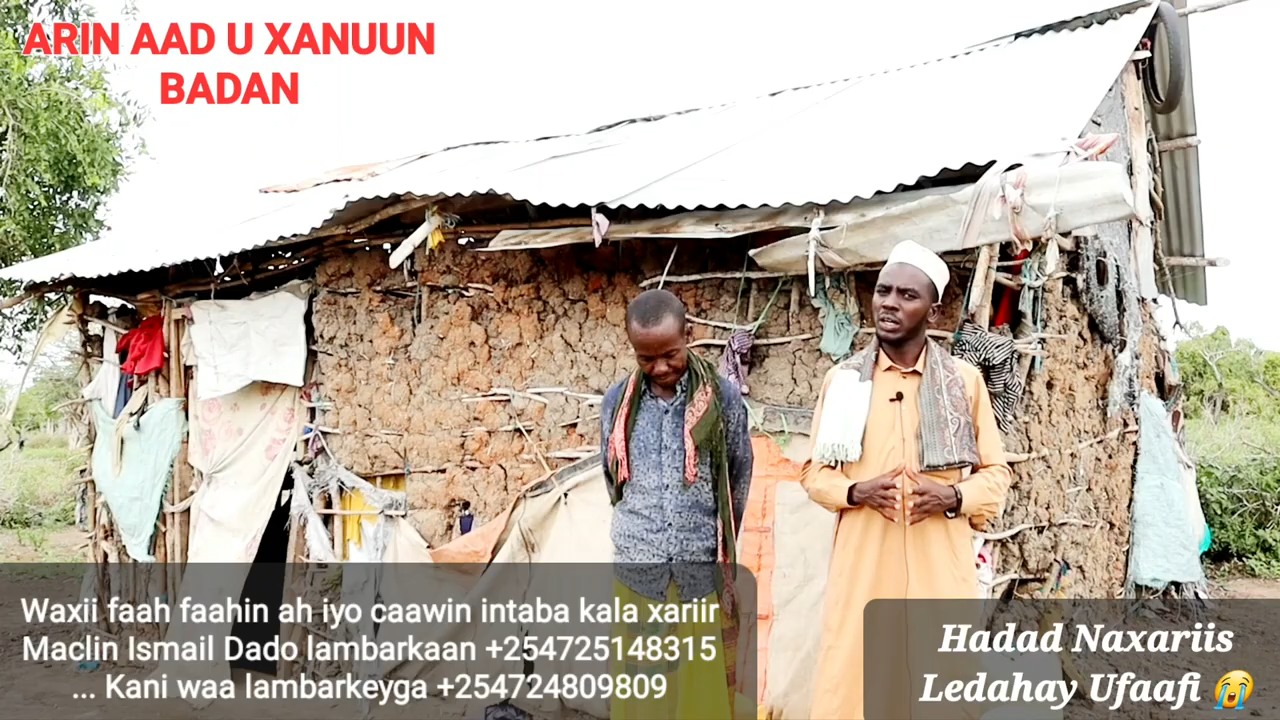 ARIN AAD U XANUUN
BADAN
Waxii faah faahin ah iyo caawin intaba kala xariir
Maclin Ismail Dado lambarkaan +254725148315
... Kani waa lambarkeyga +254724809809
Hadad Naxariis
Ledahay Ufaafi 😭